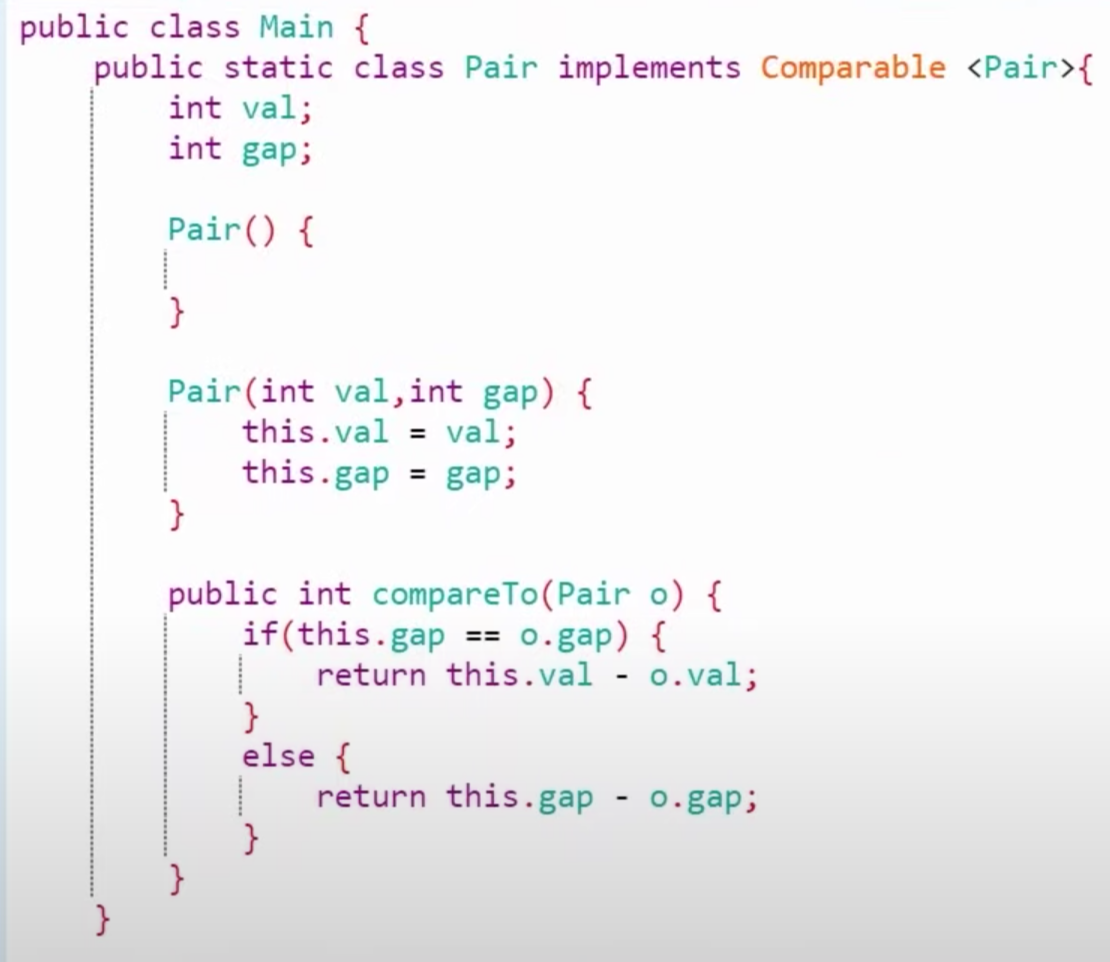 public class Main {
    public static class Pair implements Comparable <Pair>{
        int val;
        int gap;

        Pair() {

        }

        Pair(int val,int gap) {
            this.val = val;
            this.gap = gap;
        }

        public int compareTo(Pair o) {
            if(this.gap == o.gap) {
                return this.val - o.val;
            }
            else {
                return this.gap - o.gap;
            }
        }
    }